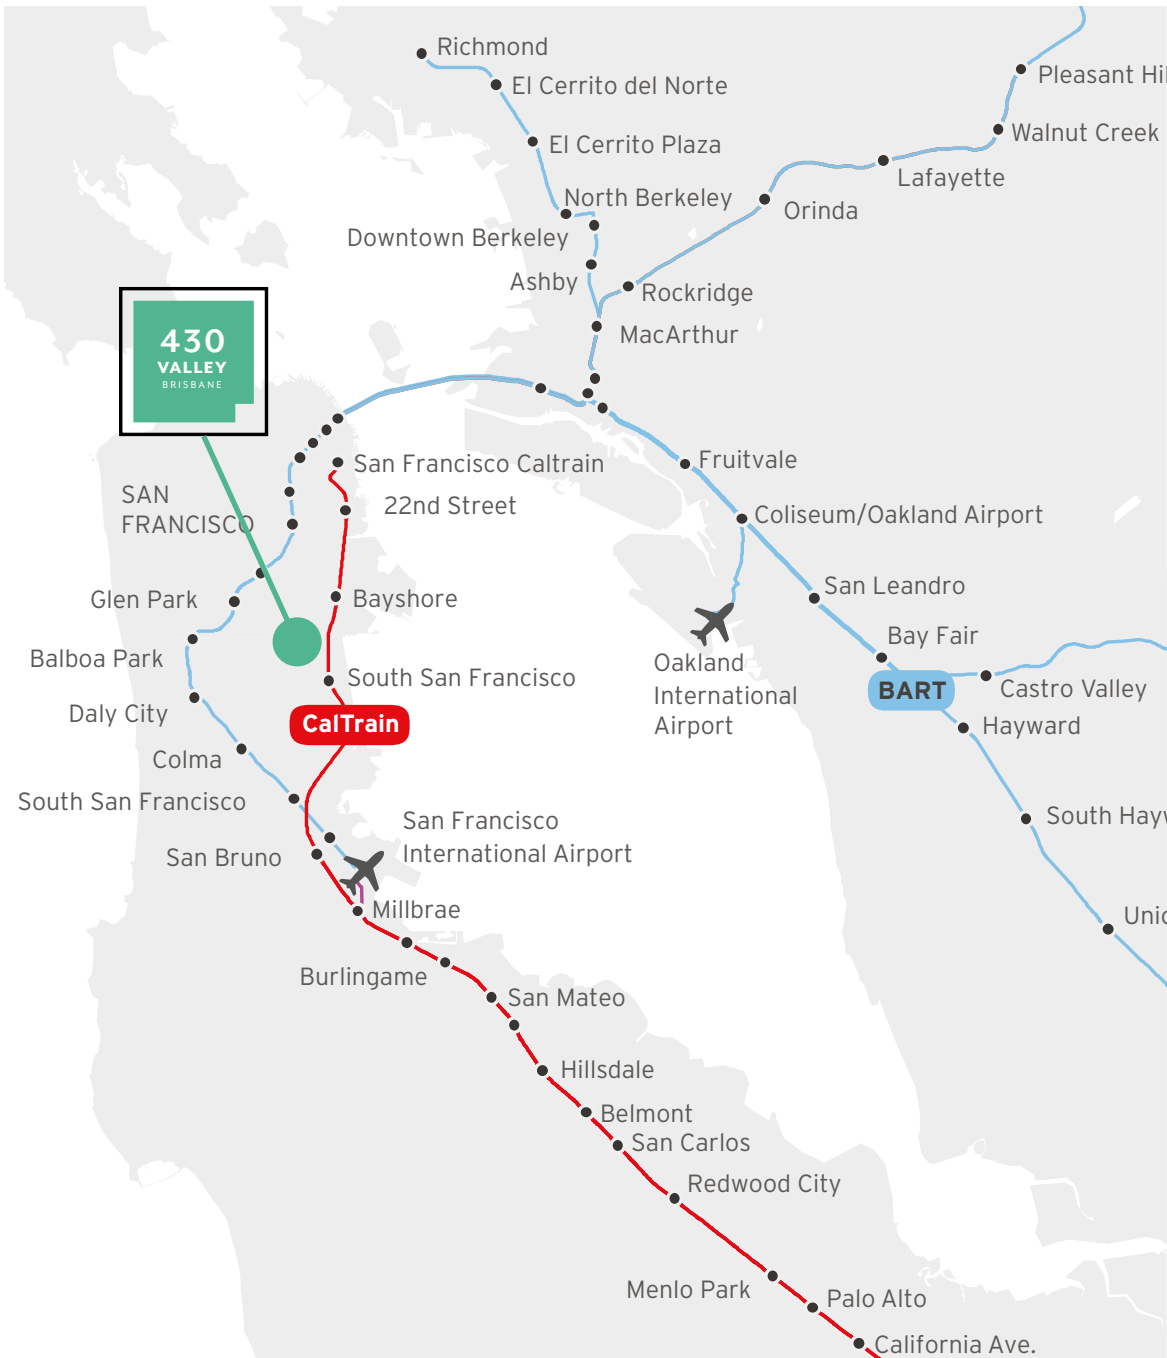 Richmond
El Cerrito del Norte
Pleasant Hil
El Cerrito Plaza
Walnut Creek
Lafayette
North Berkeley
Orinda
Downtown Berkeley
Ashby
Rockridge
MacArthur
430
VALLEY
BRISBANE
San Francisco Caltrain
Fruitvale
SAN
FRANCISCO
22nd Street
Coliseum/Oakland Airport
Glen Park
Bayshore
San Leandro
Balboa Park
Bay Fair
Oakland
International
Airport
South San Francisco
BART
Castro Valley
Daly City
CalTrain
Hayward
Colma
South San Francisco
San Francisco
International Airport
South Hayw
San Bruno
Millbrae
Unio
Burlingame
San Mateo
Hillsdale
Belmont
San Carlos
Redwood City
Menlo Park
Palo Alto
California Ave.